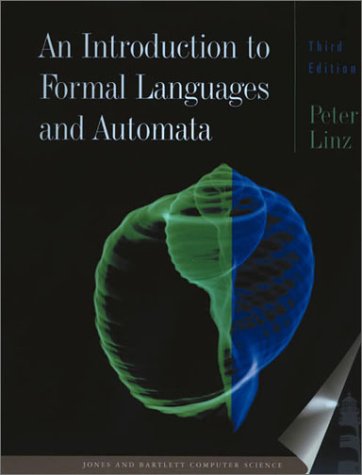 An Introduction to
Formal Languages
and Automata
Third
Edition
Peter
Linz
JONES AND BARTLETT COMPUTER SCIENCE